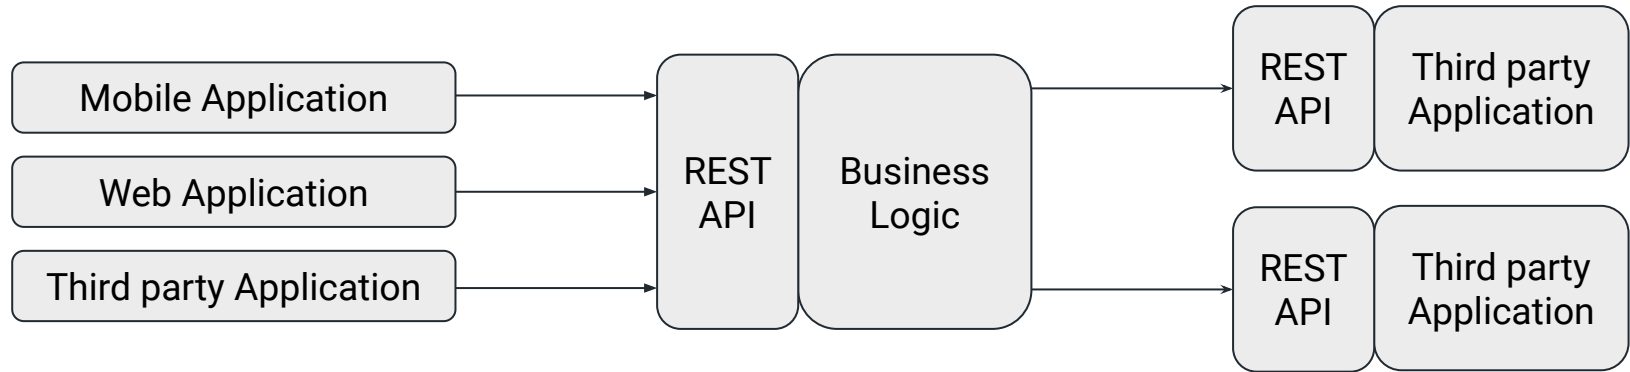 Mobile Application
Web Application
Third party Application
REST
API
Business
Logic
REST
API
Third party
Application
REST
API
Third party
Application